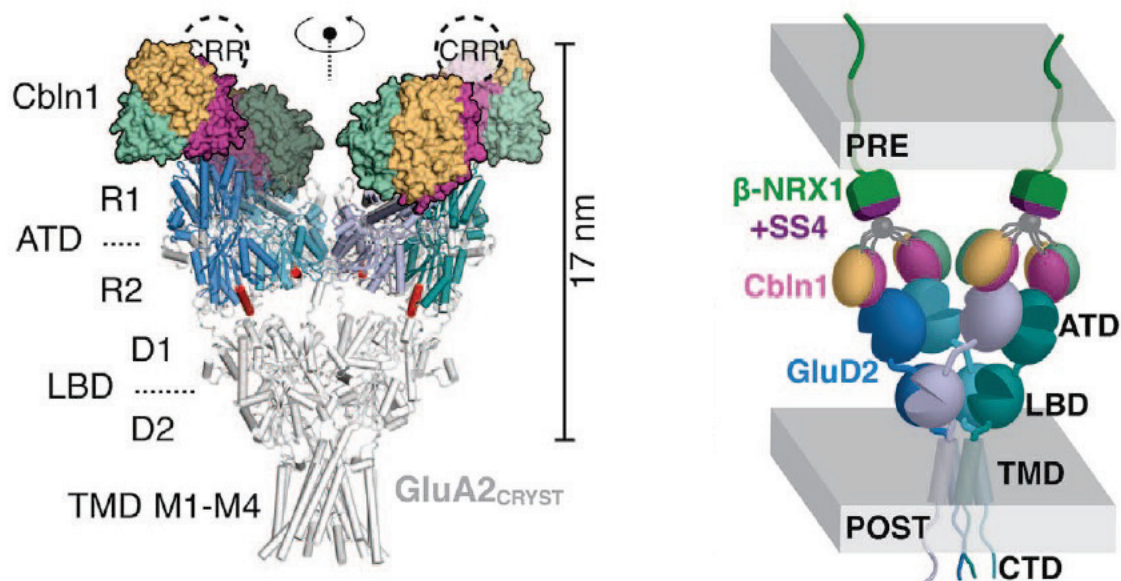 CRR
CRR
Cbln1
R1
ATD
R2
D1
LBD
D2
TMD M1-M4
17 nm
GluA2CRYST
PRE
β-NRX1
+SS4
Cbln1
ATD
GluD2
LBD
TMD
POST
CTD